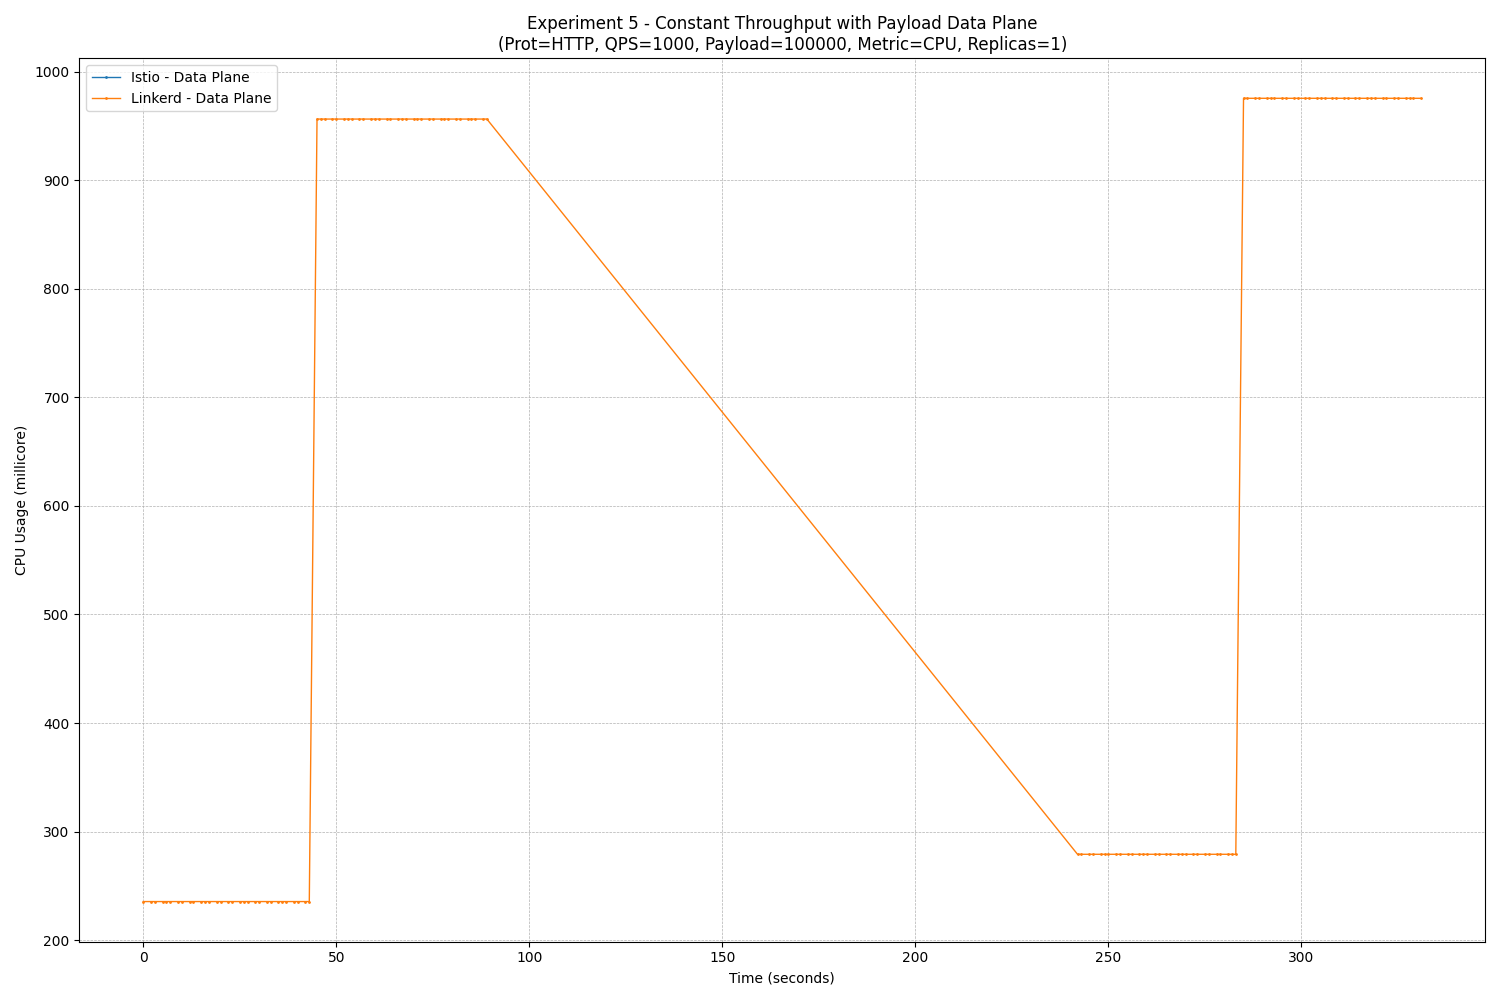 Experiment 5 - Constant Throughput with Payload Data Plane
(Prot=HTTP, QPS=1000, Payload=100000, Metric=CPU, Replicas=1)
Istio - Data Plane
Linkerd - Data Plane
1000
900
800
700
600
500
400
300
200
CPU Usage (millicore)
0 50 100 150 200 250 300
Time (seconds)